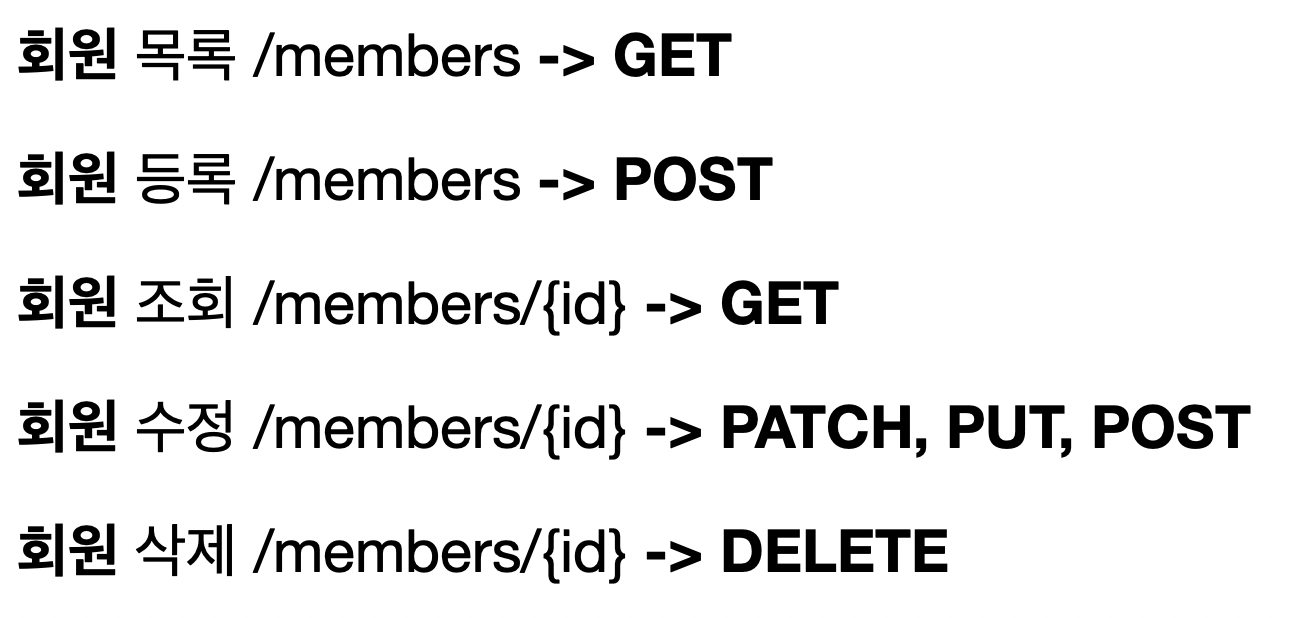 회원 목록 /members -> GET
회원 등록 /members -> POST
회원 조회 /members/{id} -> GET
회원 수정 /members/{id} -> PATCH, PUT, POST
회원 삭제 /members/{id} -> DELETE